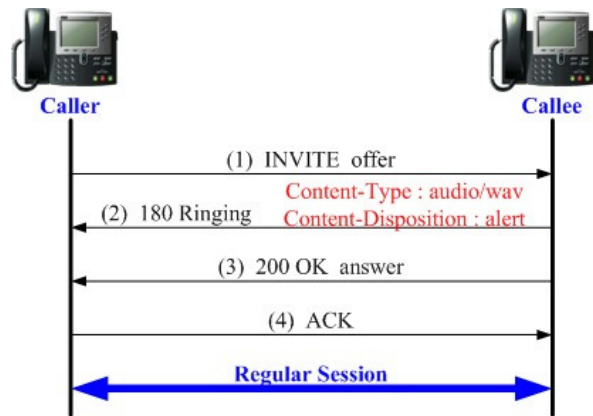 Caller
Callee
(1) INVITE offer
Content-Type : audio/wav
(2) 180 Ringing
Content-Disposition : alert
(3) 200 OK answer
(4) ACK
Regular Session